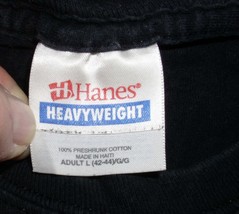 Hanes
HEAVYWEIGHT
100% PRESHRUNK COTTON
MADE IN HAITI
ADULT L (42-44)/G/G